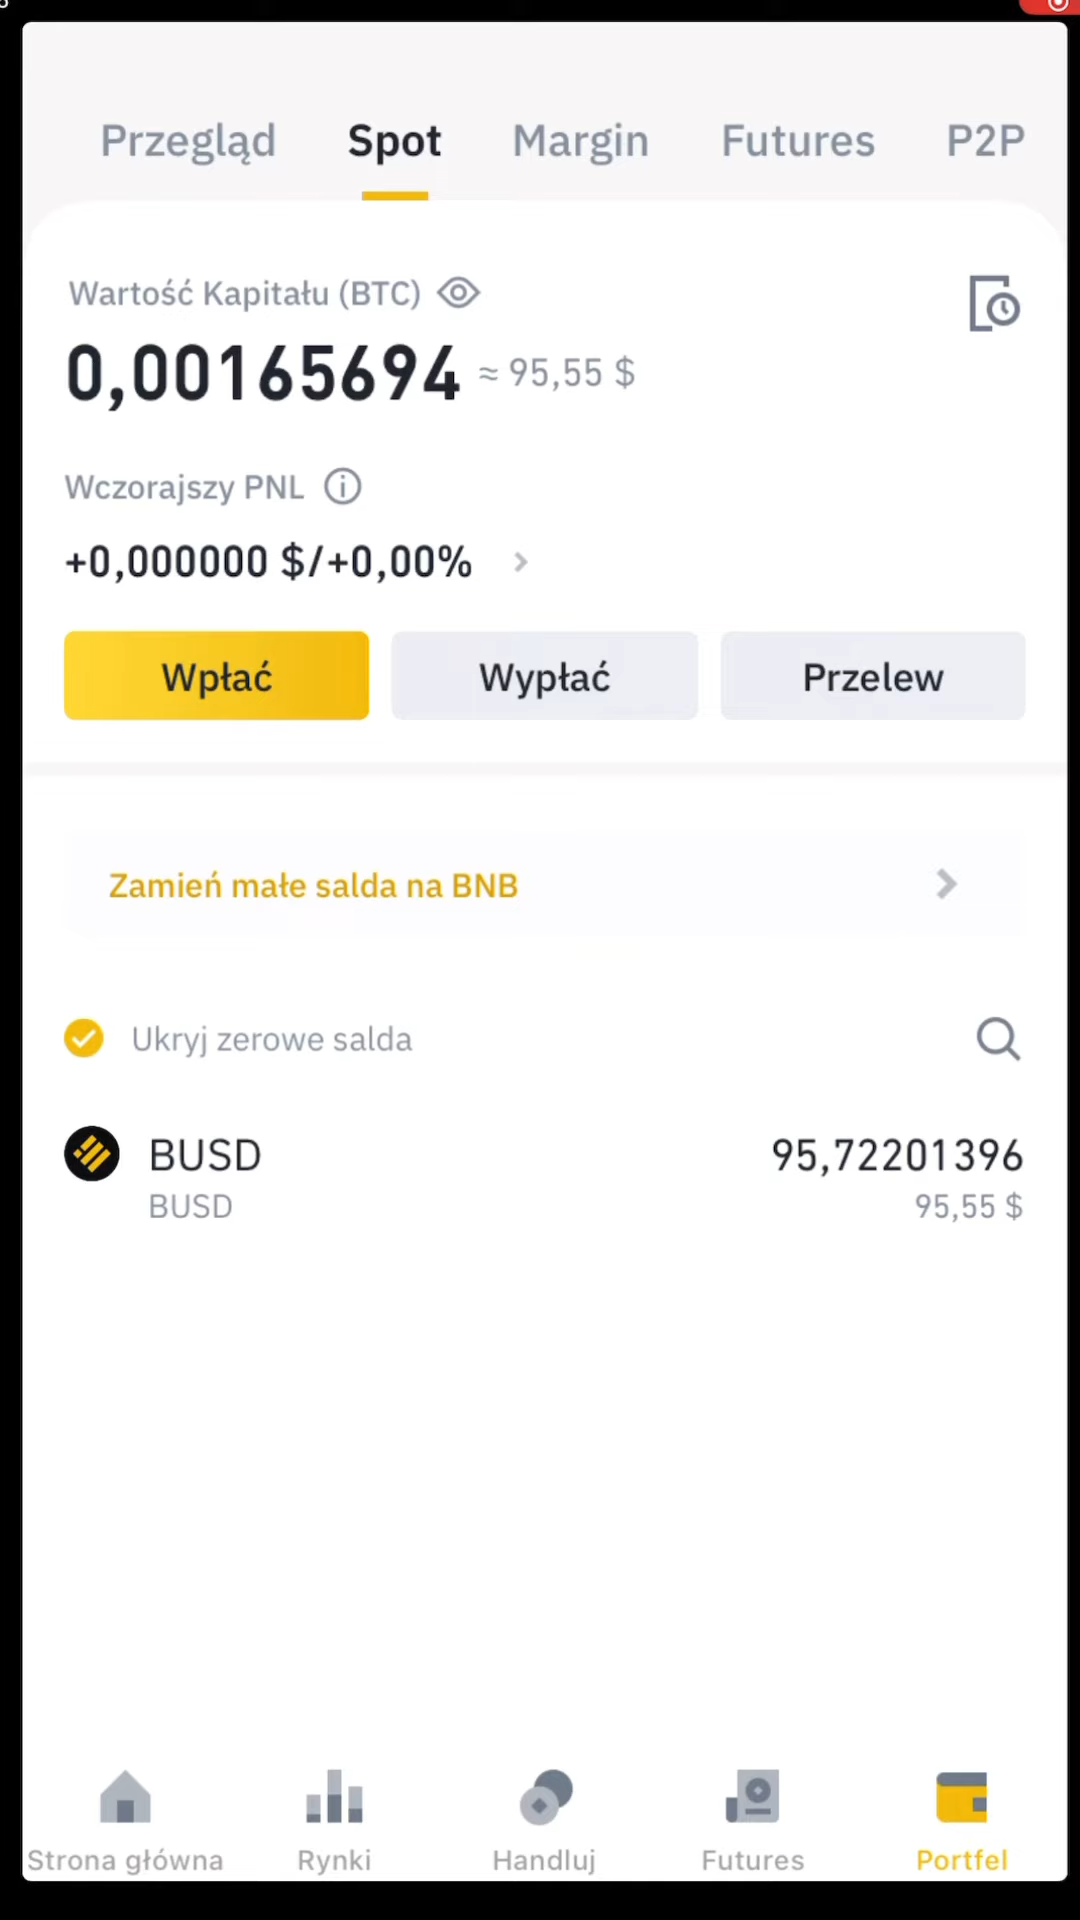 Przegląd Spot Margin Futures P2P
Wartość Kapitału (BTC)
0,00165694 ≈ 95,55 $
Wczorajszy PNL
+0,000000 $/+0,00%
Wpłać Wypłać Przelew
Zamień małe salda na BNB
Ukryj zerowe salda
BUSD 95,72201396
BUSD 95,55 $
Strona główna Rynki Handluj Futures Portfel